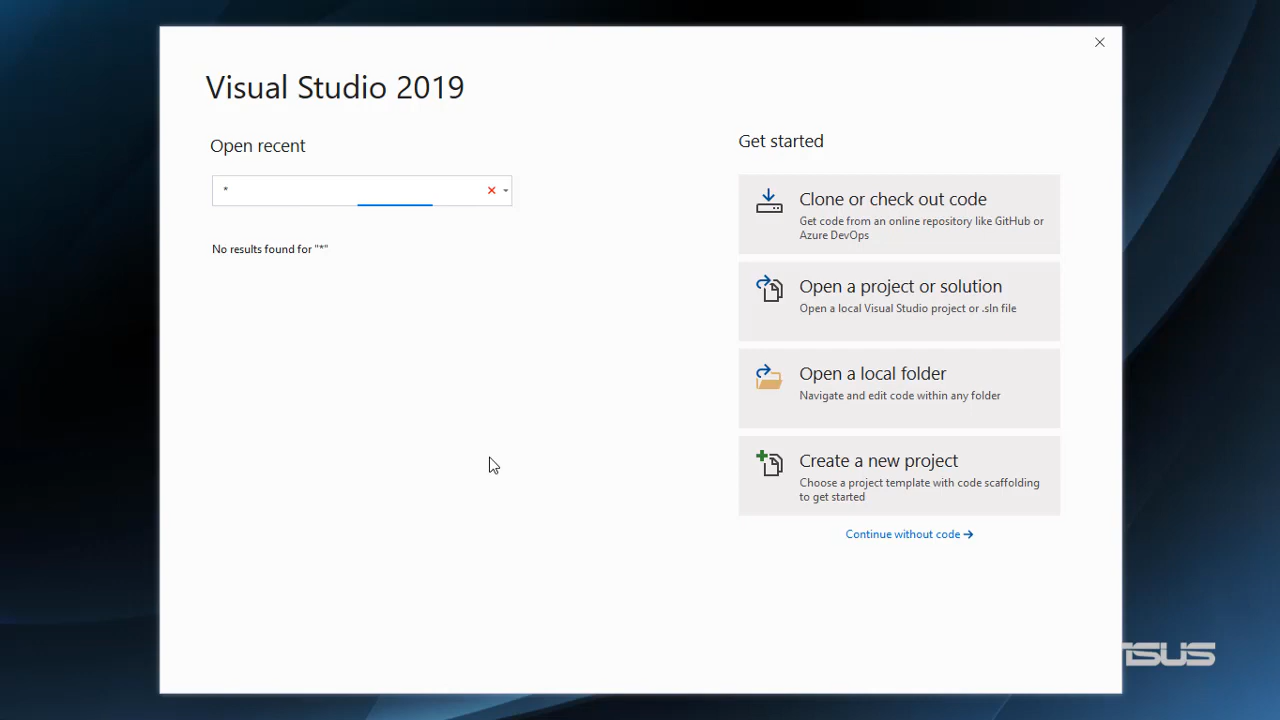 Visual Studio 2019
Open recent
*
No results found for "*"
Get started
Clone or check out code
Get code from an online repository like GitHub or
Azure DevOps
Open a project or solution
Open a local Visual Studio project or .sln file
Open a local folder
Navigate and edit code within any folder
Create a new project
Choose a project template with code scaffolding
to get started
Continue without code
ASUS